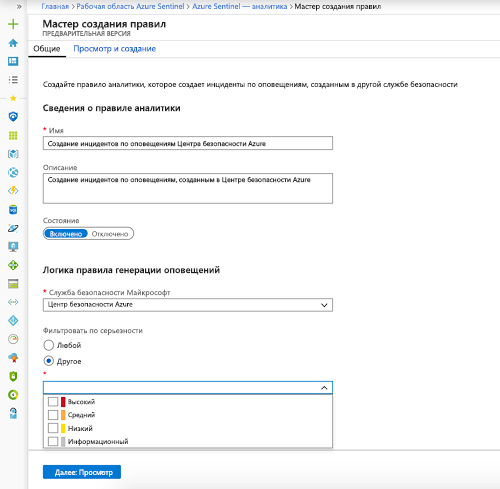 Главная > Рабочая область Azure Sentinel > Azure Sentinel — аналитика > Мастер создания правил
Мастер создания правил
ПРЕДВАРИТЕЛЬНАЯ ВЕРСИЯ
Общие Просмотр и создание
Создайте правило аналитики, которое создает инциденты по оповещениям, созданным в другой службе безопасности
Сведения о правиле аналитики
* Имя
Создание инцидентов по оповещениям Центра безопасности Azure
Описание
Создание инцидентов по оповещениям, созданным в Центре безопасности Azure
Состояние
Включено Отключено
Логика правила генерации оповещений
* Служба безопасности Майкрософт
Центр безопасности Azure
Фильтровать по серьезности
Любой
Другое
*
Высокий
Средний
Низкий
Информационный
Далее: Просмотр